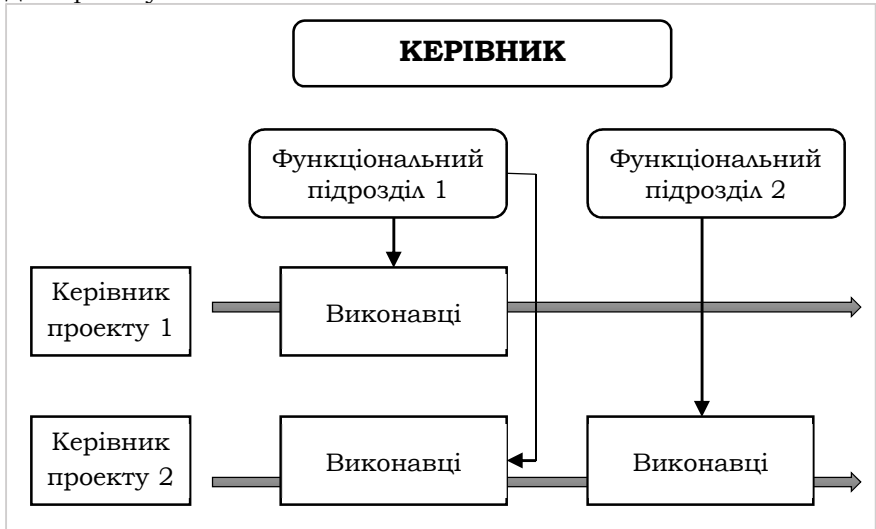 КЕРІВНИК
Функціональний
підрозділ 1
Функціональний
підрозділ 2
Керівник
проекту 1
Виконавці
Керівник
проекту 2
Виконавці
Виконавці